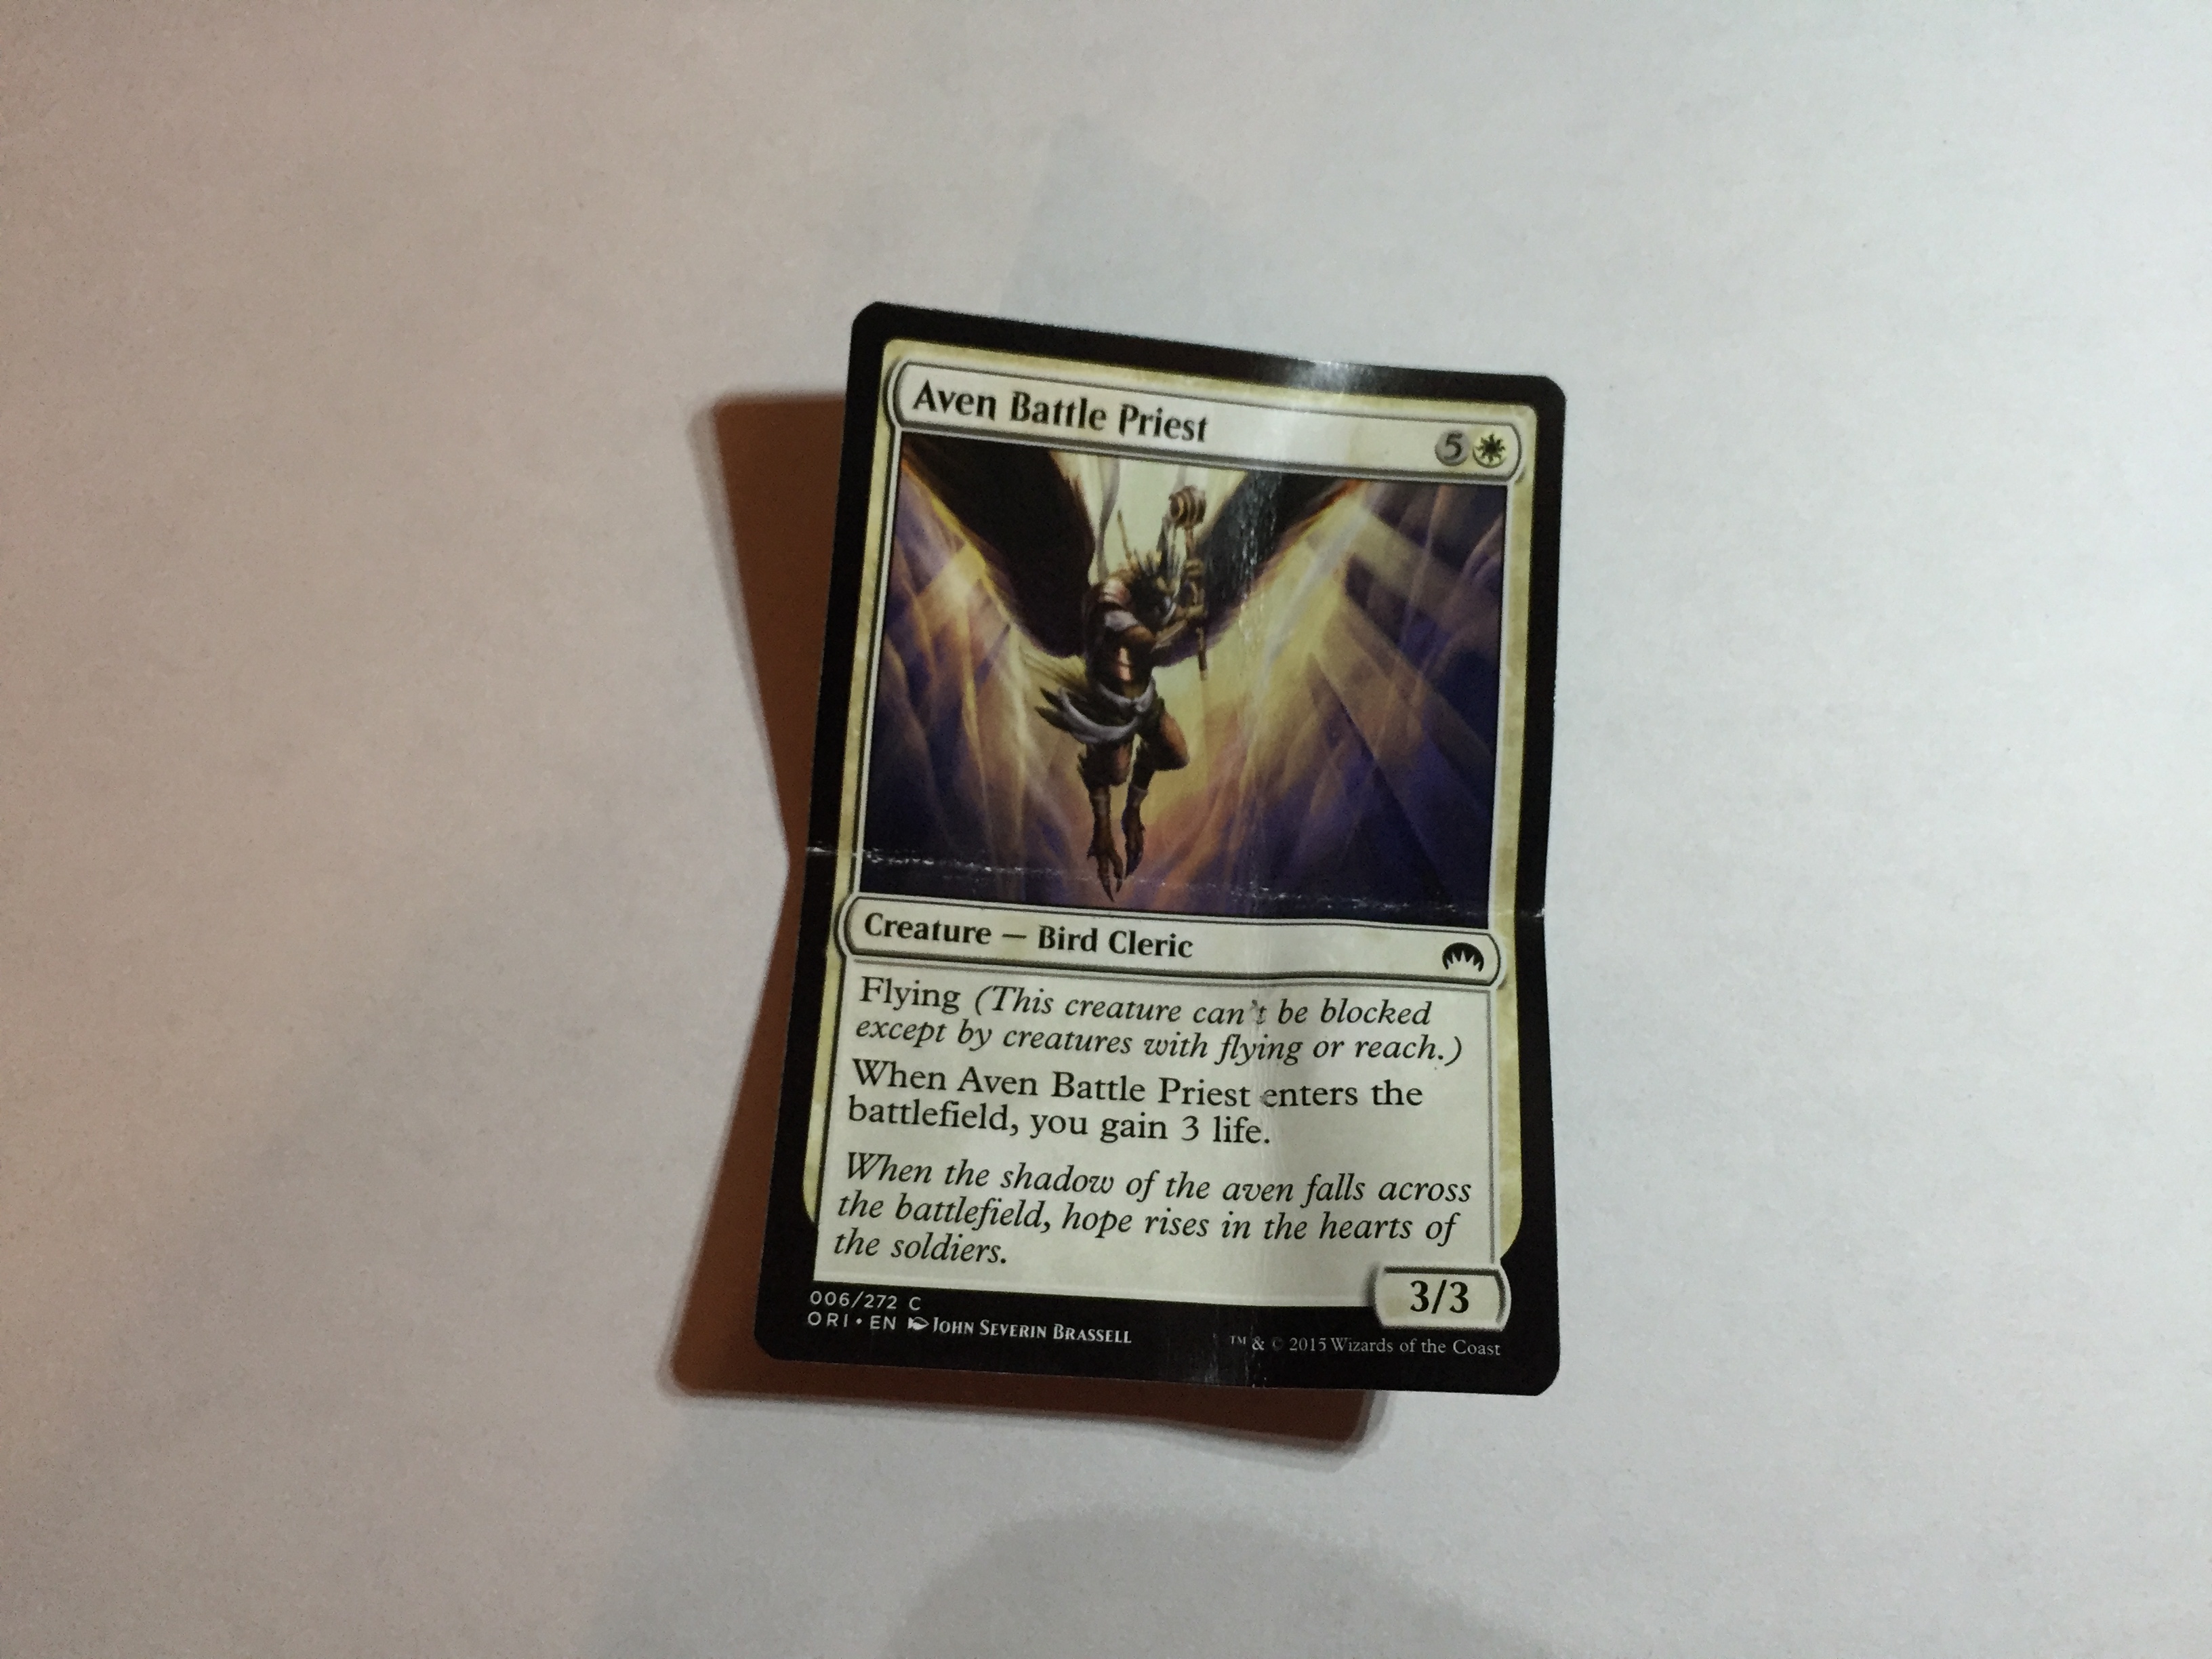 Aven Battle Priest
5
Creature — Bird Cleric
Flying (This creature can't be blocked
except by creatures with flying or reach.)
When Aven Battle Priest enters the
battlefield, you gain 3 life.
When the shadow of the aven falls across
the battlefield, hope rises in the hearts of
the soldiers.
3/3
006/272 C
ORI • EN John Severin Brassell
™ & © 2015 Wizards of the Coast